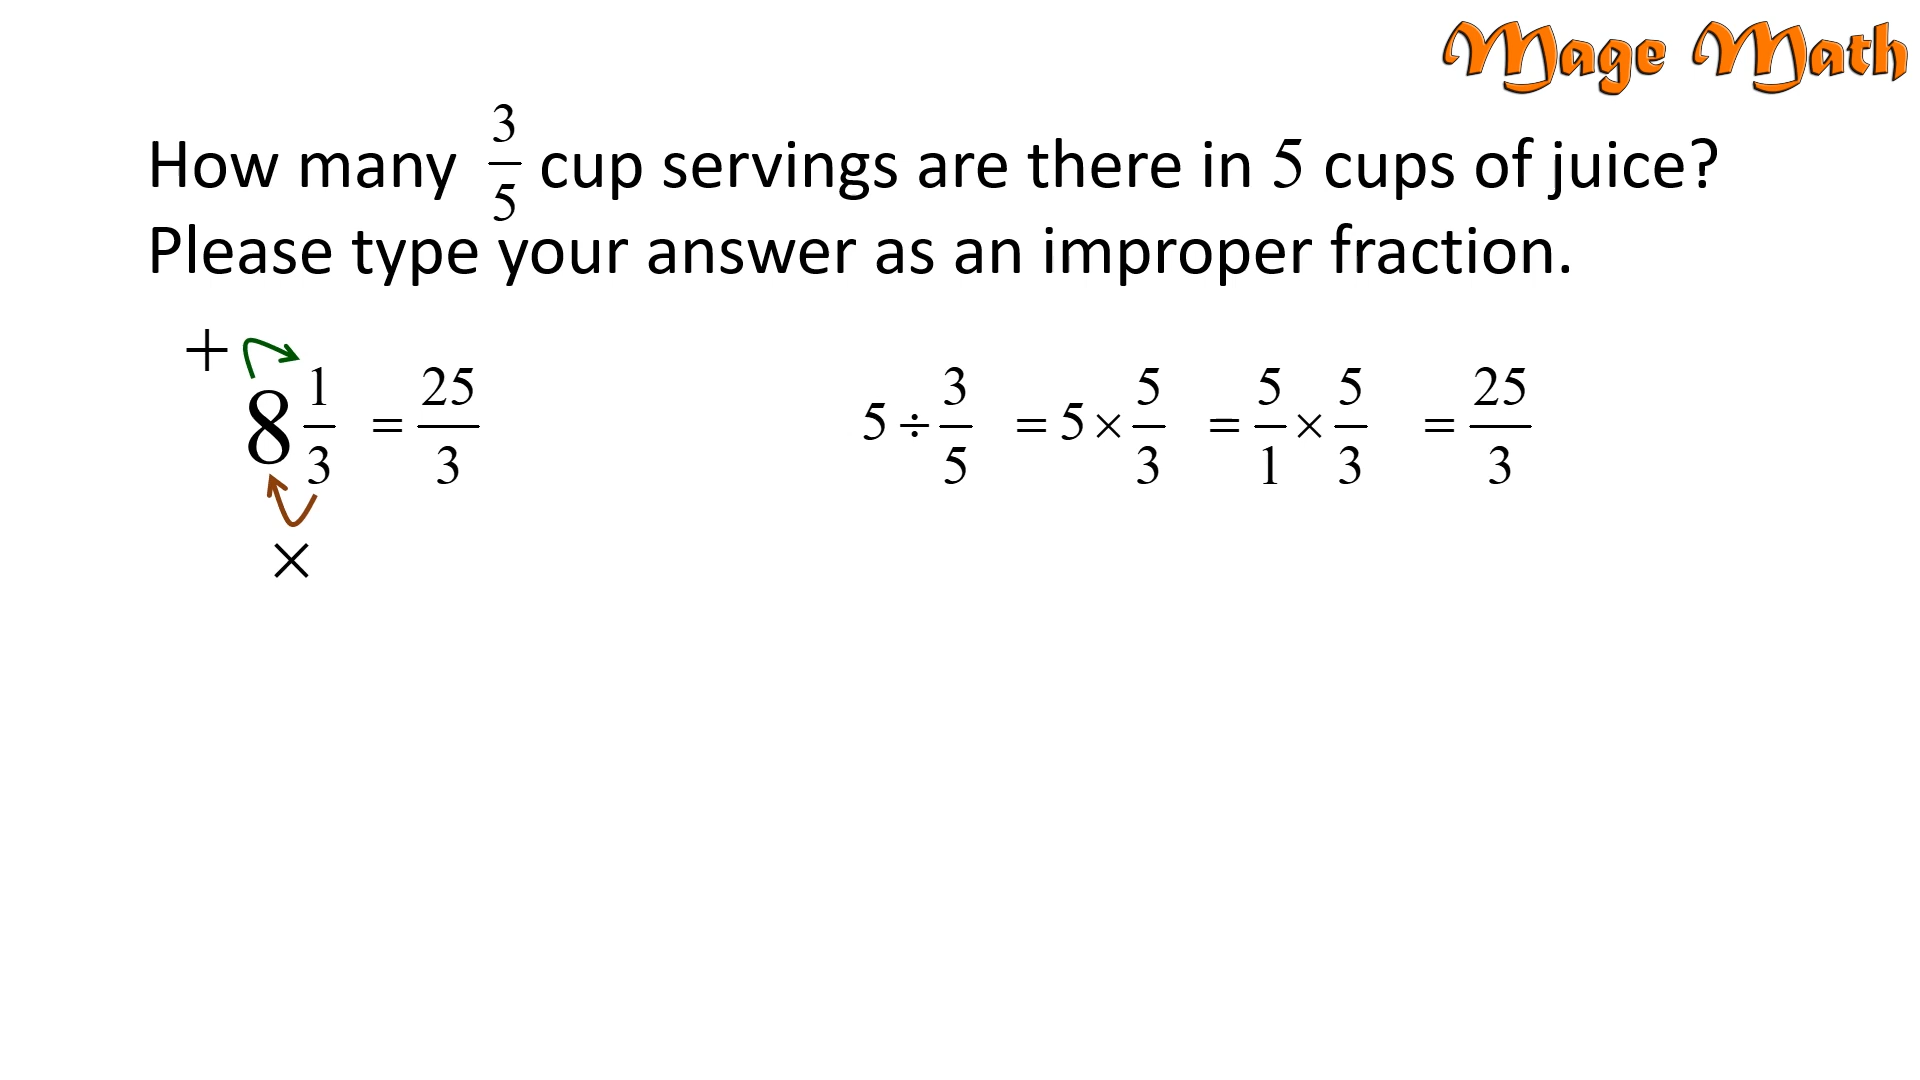 Mage Math
How many 3/5 cup servings are there in 5 cups of juice?
Please type your answer as an improper fraction.
+
8 1/3 = 25/3
×
5 ÷ 3/5 = 5 × 5/3 = 5/1 × 5/3 = 25/3